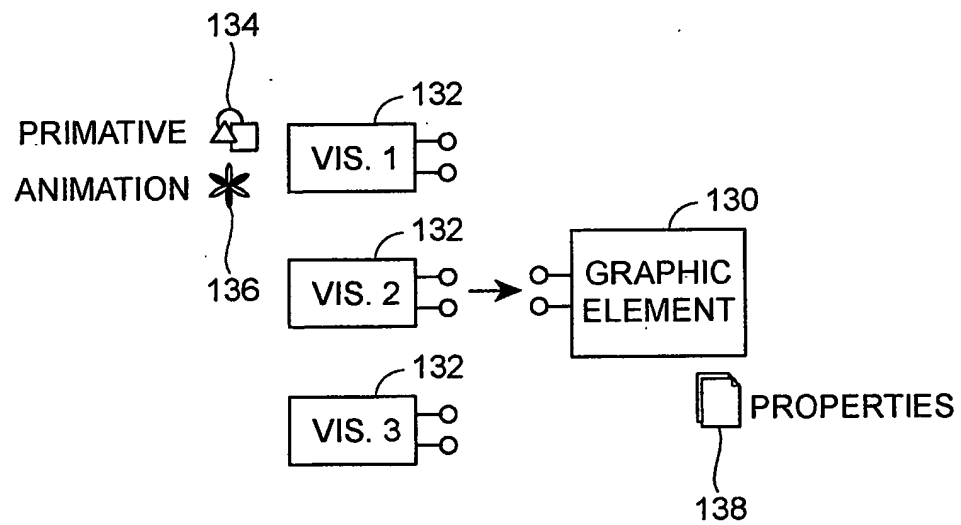 134
132
PRIMATIVE
VIS. 1
ANIMATION
130
132
136
VIS. 2
GRAPHIC
ELEMENT
132
VIS. 3
PROPERTIES
138